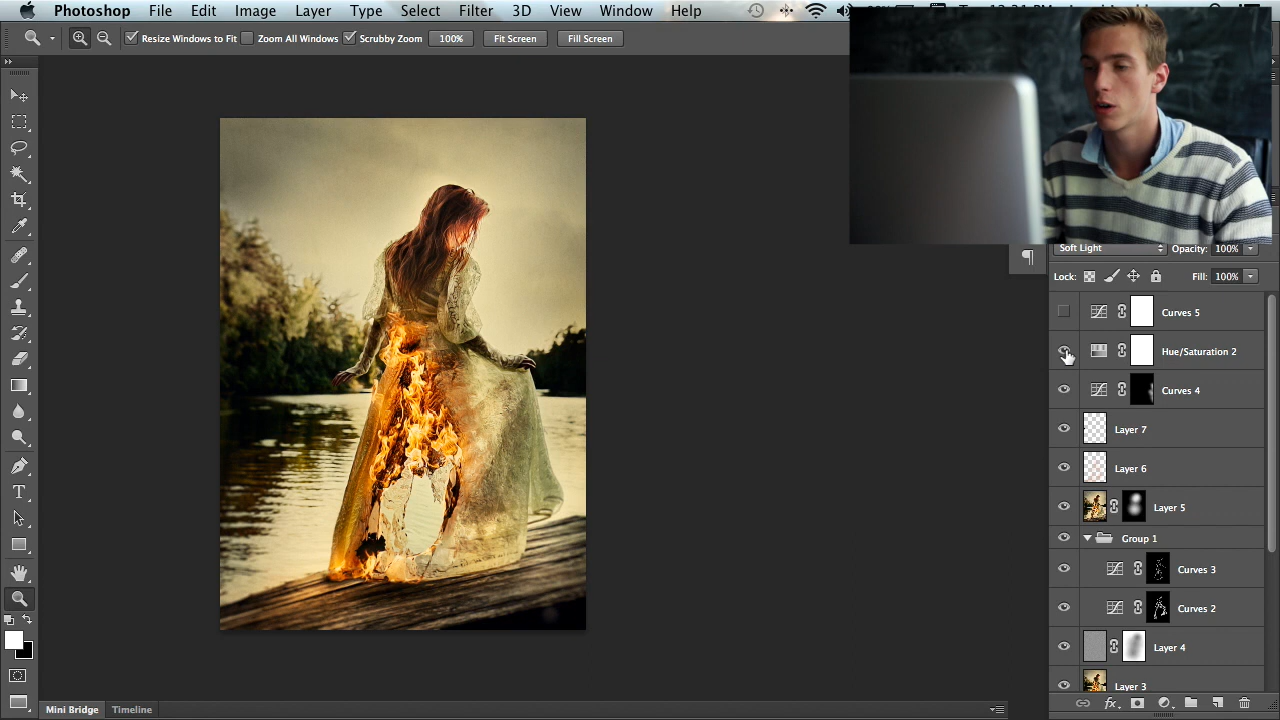 Photoshop File Edit Image Layer Type Select Filter 3D View Window Help
Resize Windows to Fit Zoom All Windows Scrubby Zoom 100% Fit Screen Fill Screen
Soft Light Opacity: 100%
Lock: Fill: 100%
Curves 5
Hue/Saturation 2
Curves 4
Layer 7
Layer 6
Layer 5
Group 1
Curves 3
Curves 2
Layer 4
Layer 3
fx
T
Mini Bridge Timeline